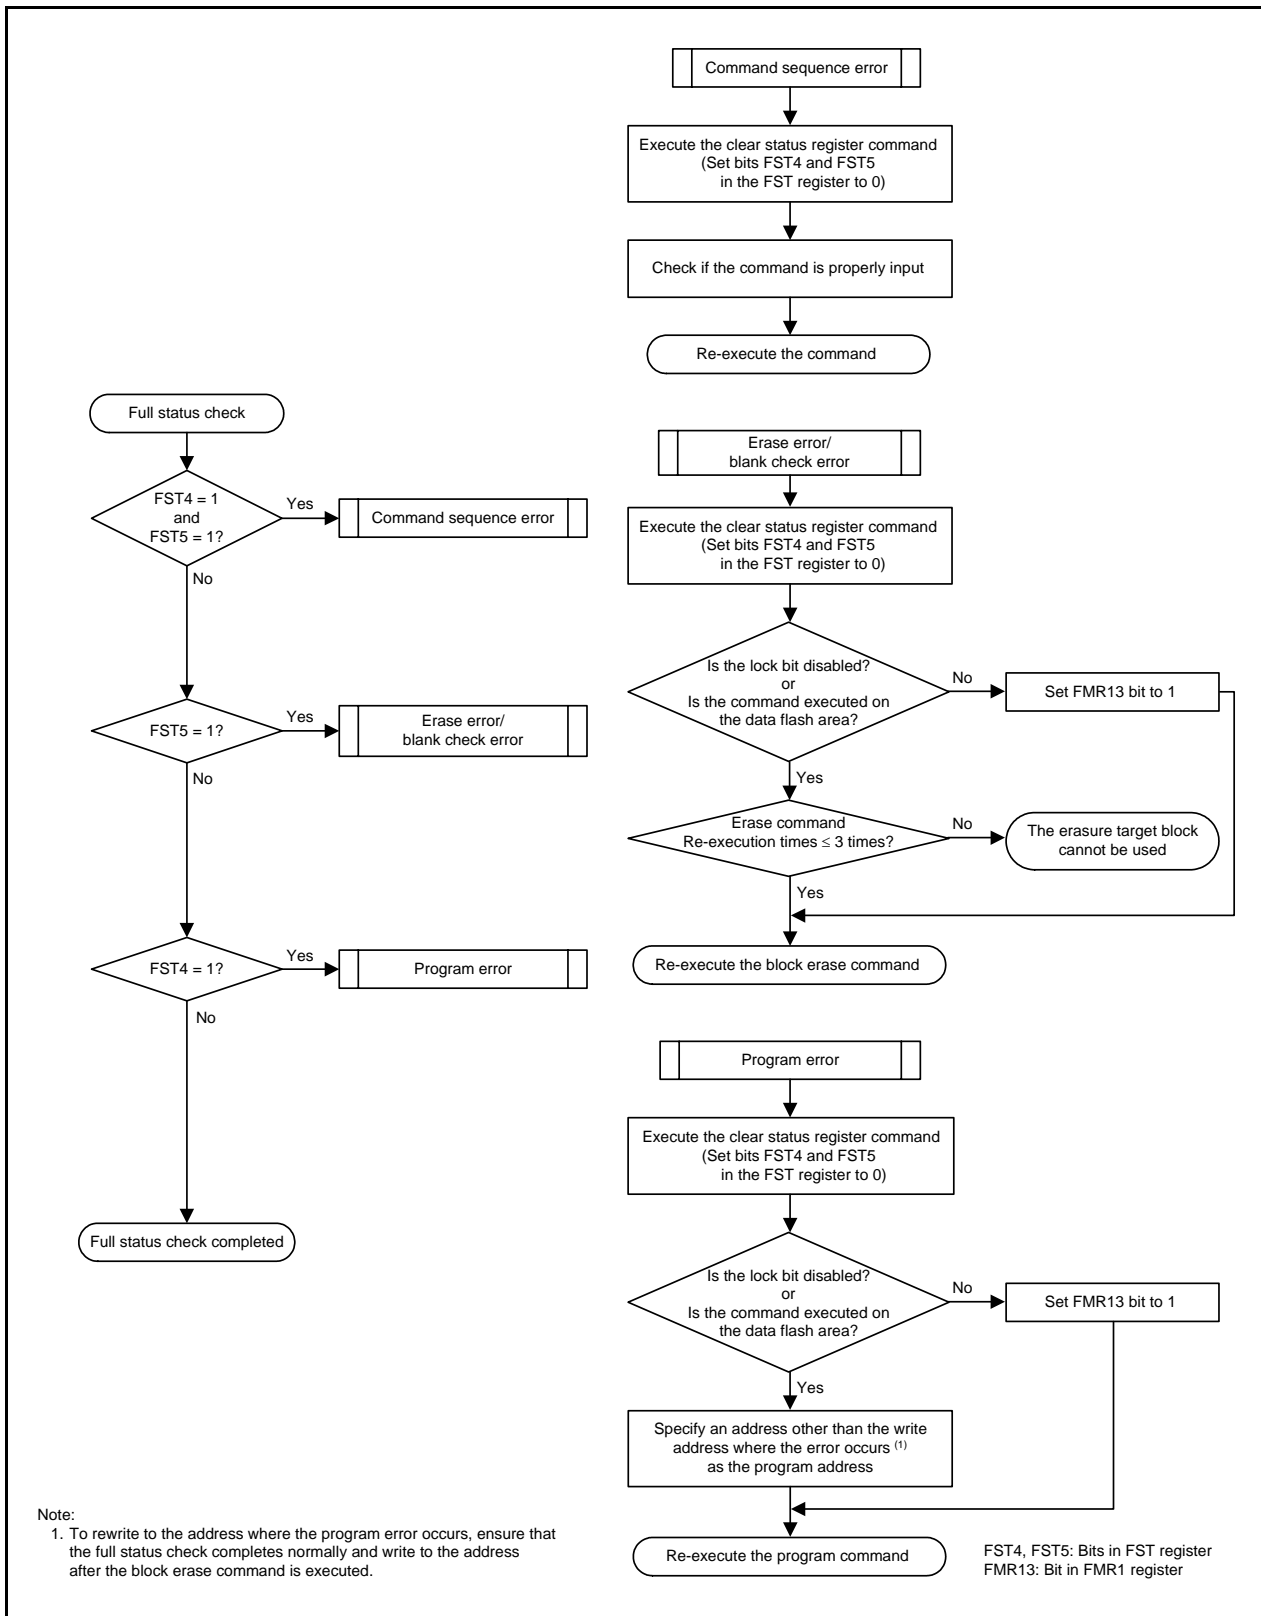 Command sequence error
Execute the clear status register command
(Set bits FST4 and FST5
in the FST register to 0)
Check if the command is properly input
Re-execute the command
Full status check
FST4 = 1
and
FST5 = 1?
Yes
Command sequence error
No
FST5 = 1?
Yes
Erase error/
blank check error
No
FST4 = 1?
Yes
Program error
No
Full status check completed
Erase error/
blank check error
Execute the clear status register command
(Set bits FST4 and FST5
in the FST register to 0)
Is the lock bit disabled?
or
Is the command executed on
the data flash area?
No
Set FMR13 bit to 1
Yes
Erase command
Re-execution times ≤ 3 times?
No
The erasure target block
cannot be used
Yes
Re-execute the block erase command
Program error
Execute the clear status register command
(Set bits FST4 and FST5
in the FST register to 0)
Is the lock bit disabled?
or
Is the command executed on
the data flash area?
No
Set FMR13 bit to 1
Yes
Specify an address other than the write
address where the error occurs (1)
as the program address
Re-execute the program command
Note:
1. To rewrite to the address where the program error occurs, ensure that
the full status check completes normally and write to the address
after the block erase command is executed.
FST4, FST5: Bits in FST register
FMR13: Bit in FMR1 register